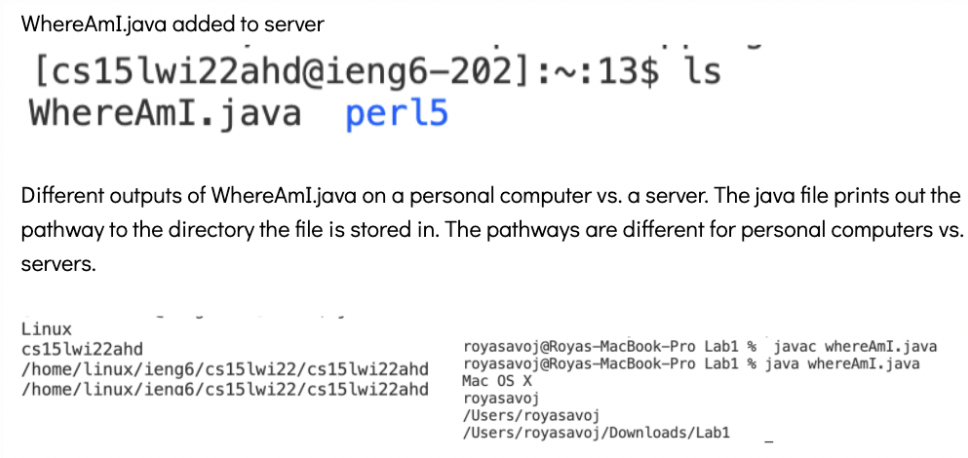 WhereAmI.java added to server
[cs15lwi22ahd@ieng6-202]:~:13$ ls
WhereAmI.java perl5
Different outputs of WhereAmI.java on a personal computer vs. a server. The java file prints out the
pathway to the directory the file is stored in. The pathways are different for personal computers vs.
servers.
Linux
cs15lwi22ahd
/home/linux/ieng6/cs15lwi22/cs15lwi22ahd
/home/linux/ieng6/cs15lwi22/cs15lwi22ahd
royasavoj@Royas-MacBook-Pro Lab1 % javac whereAmI.java
royasavoj@Royas-MacBook-Pro Lab1 % java whereAmI.java
Mac OS X
royasavoj
/Users/royasavoj
/Users/royasavoj/Downloads/Lab1